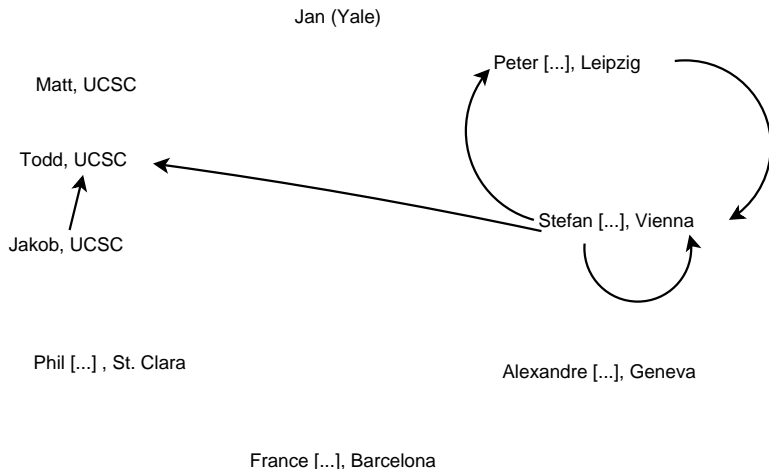 Jan (Yale)
Peter [...], Leipzig
Matt, UCSC
Todd, UCSC
Stefan [...], Vienna
Jakob, UCSC
Phil [...] , St. Clara
Alexandre [...], Geneva
France [...], Barcelona